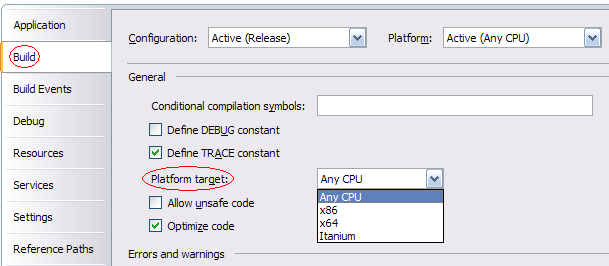 Application
Build
Build Events
Debug
Resources
Services
Settings
Reference Paths
Configuration: Active (Release) Platform: Active (Any CPU)
General
Conditional compilation symbols:
Define DEBUG constant
Define TRACE constant
Platform target: Any CPU
Any CPU
x86
x64
Itanium
Allow unsafe code
Optimize code
Errors and warnings